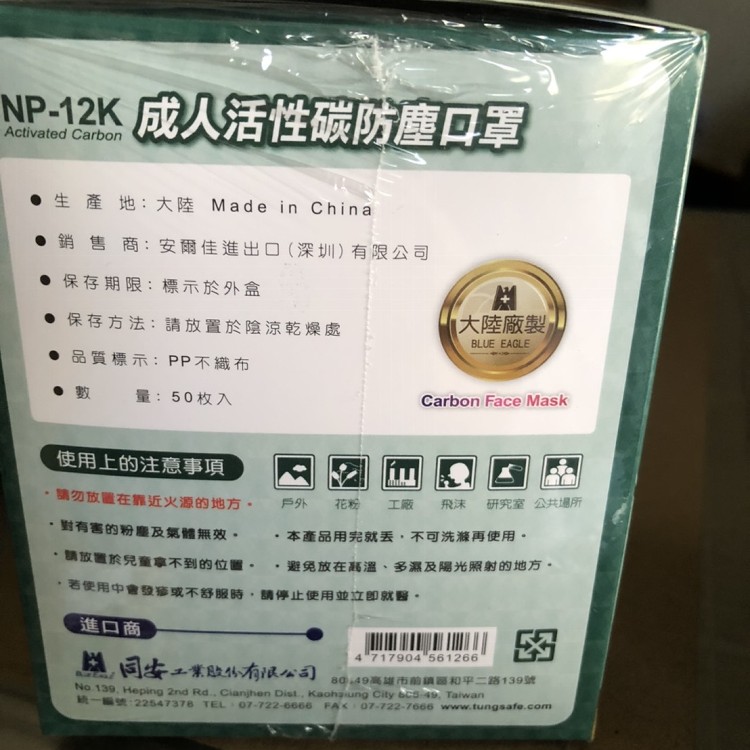 NP-12K 成人活性碳防塵口罩
Activated Carbon
• 生產地：大陸 Made in China
• 銷售商：安爾佳進出口(深圳)有限公司
• 保存期限：標示於外盒
• 保存方法：請放置於陰涼乾燥處
• 品質標示：PP不織布
• 數量：50枚入
大陸廠製
BLUE EAGLE
Carbon Face Mask
使用上的注意事項
戶外 花粉 工廠 飛沫 研究室 公共場所
・請勿放置在靠近火源的地方。
・對有害的粉塵及氣體無效。 ・本產品用完就丟，不可洗滌再使用。
・請放置於兒童拿不到的位置。 ・避免放在高溫、多濕及陽光照射的地方。
・若使用中會發疹或不舒服時，請停止使用並立即就醫。
進口商
4 717904 561266
Blue Eagle 同安工業股份有限公司 80649高雄市前鎮區和平二路139號
No.139, Heping 2nd Rd., Cianjhen Dist., Kaohsiung City 806-49, Taiwan
統一編號:22547378 TEL：07-722-6666 FAX：07-722-7666 www.tungsafe.com